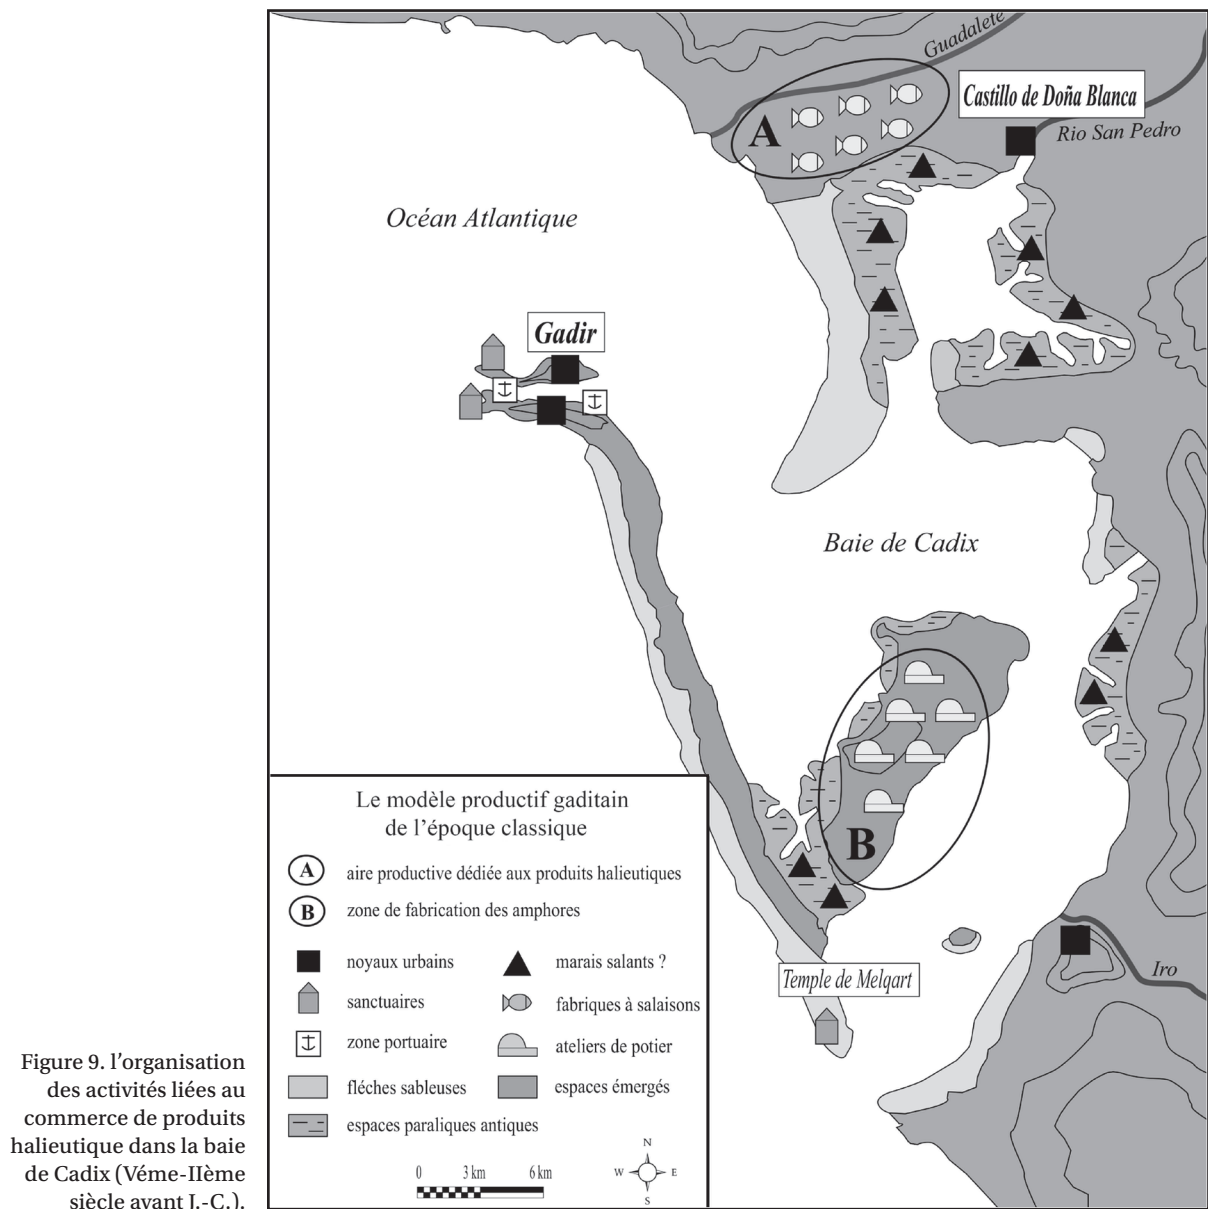 Guadalete
Castillo de Doña Blanca
Rio San Pedro
A
Océan Atlantique
Gadir
Baie de Cadix
B
Iro
Temple de Melqart
Le modèle productif gaditain
de l'époque classique
A aire productive dédiée aux produits halieutiques
B zone de fabrication des amphores
noyaux urbains
marais salants ?
sanctuaires
fabriques à salaisons
zone portuaire
ateliers de potier
fléches sableuses
espaces émergés
espaces paraliques antiques
0 3 km 6 km
N
W E
S
Figure 9. l'organisation
des activités liées au
commerce de produits
halieutique dans la baie
de Cadix (Véme-IIème
siècle avant J.-C.).